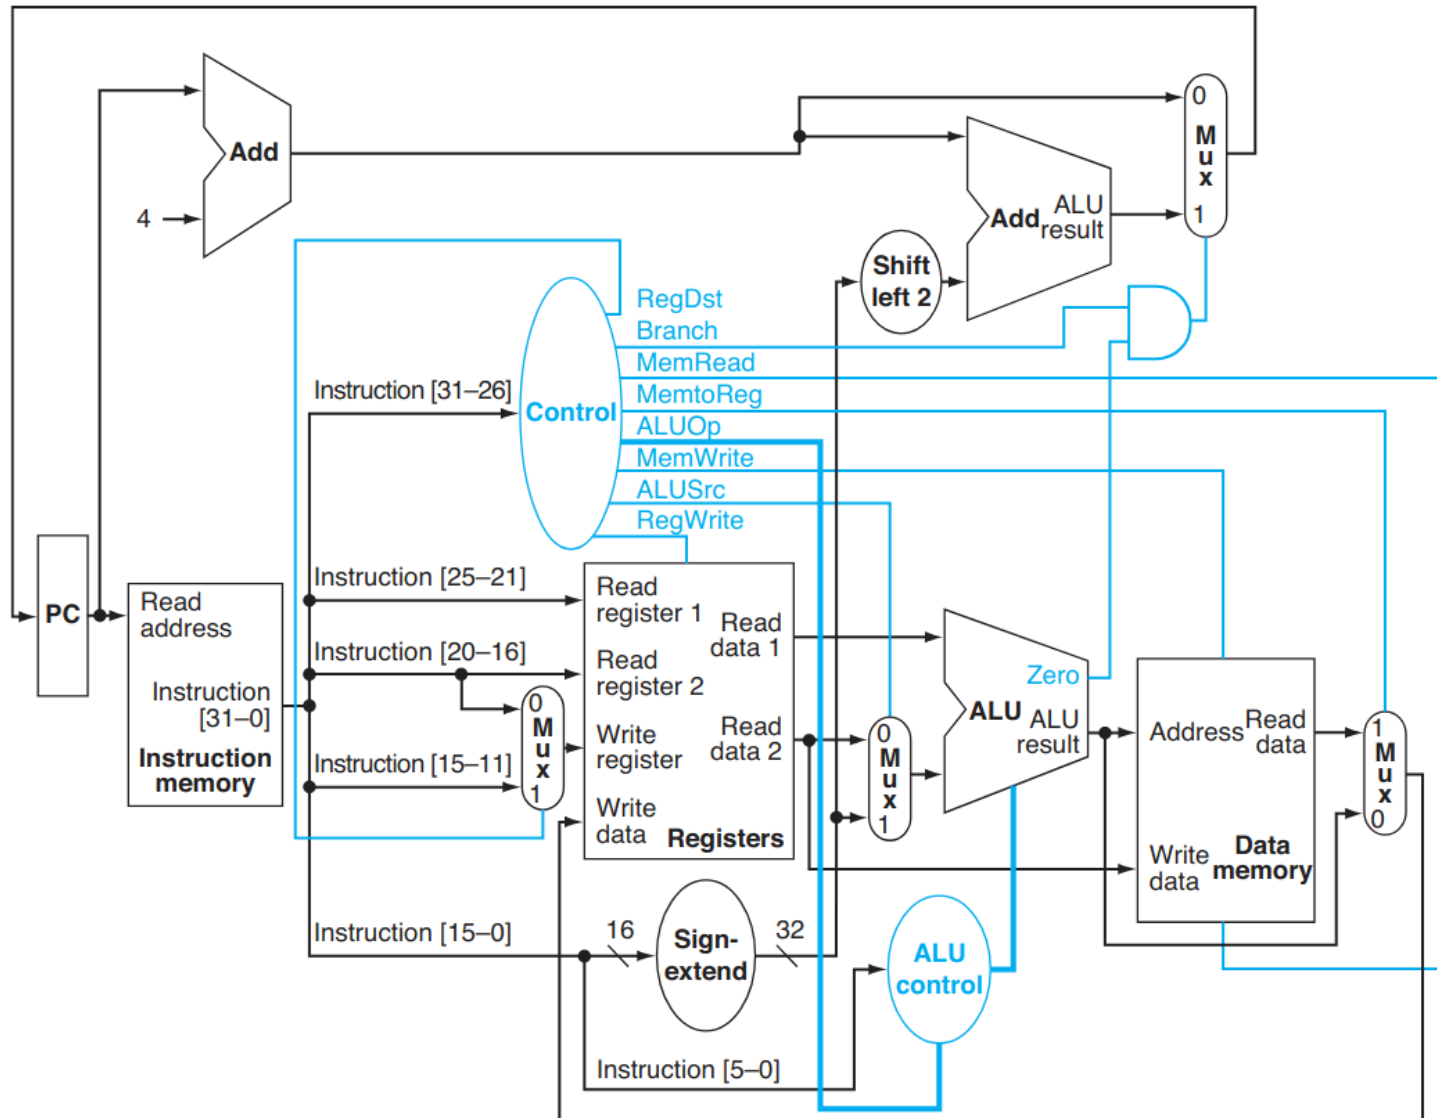 0
M
u
x
1
Add
4
Add
ALU
result
Shift
left 2
RegDst
Branch
MemRead
MemtoReg
ALUOp
MemWrite
ALUSrc
RegWrite
Instruction [31–26]
Control
PC
Read
address
Instruction
[31–0]
Instruction
memory
Instruction [25–21]
Instruction [20–16]
Instruction [15–11]
0
M
u
x
1
Read
register 1
Read
register 2
Write
register
Write
data
Read
data 1
Read
data 2
Registers
0
M
u
x
1
Zero
ALU
ALU
result
Address
Read
data
Write
data
Data
memory
1
M
u
x
0
Instruction [15–0]
16
Sign-
extend
32
ALU
control
Instruction [5–0]